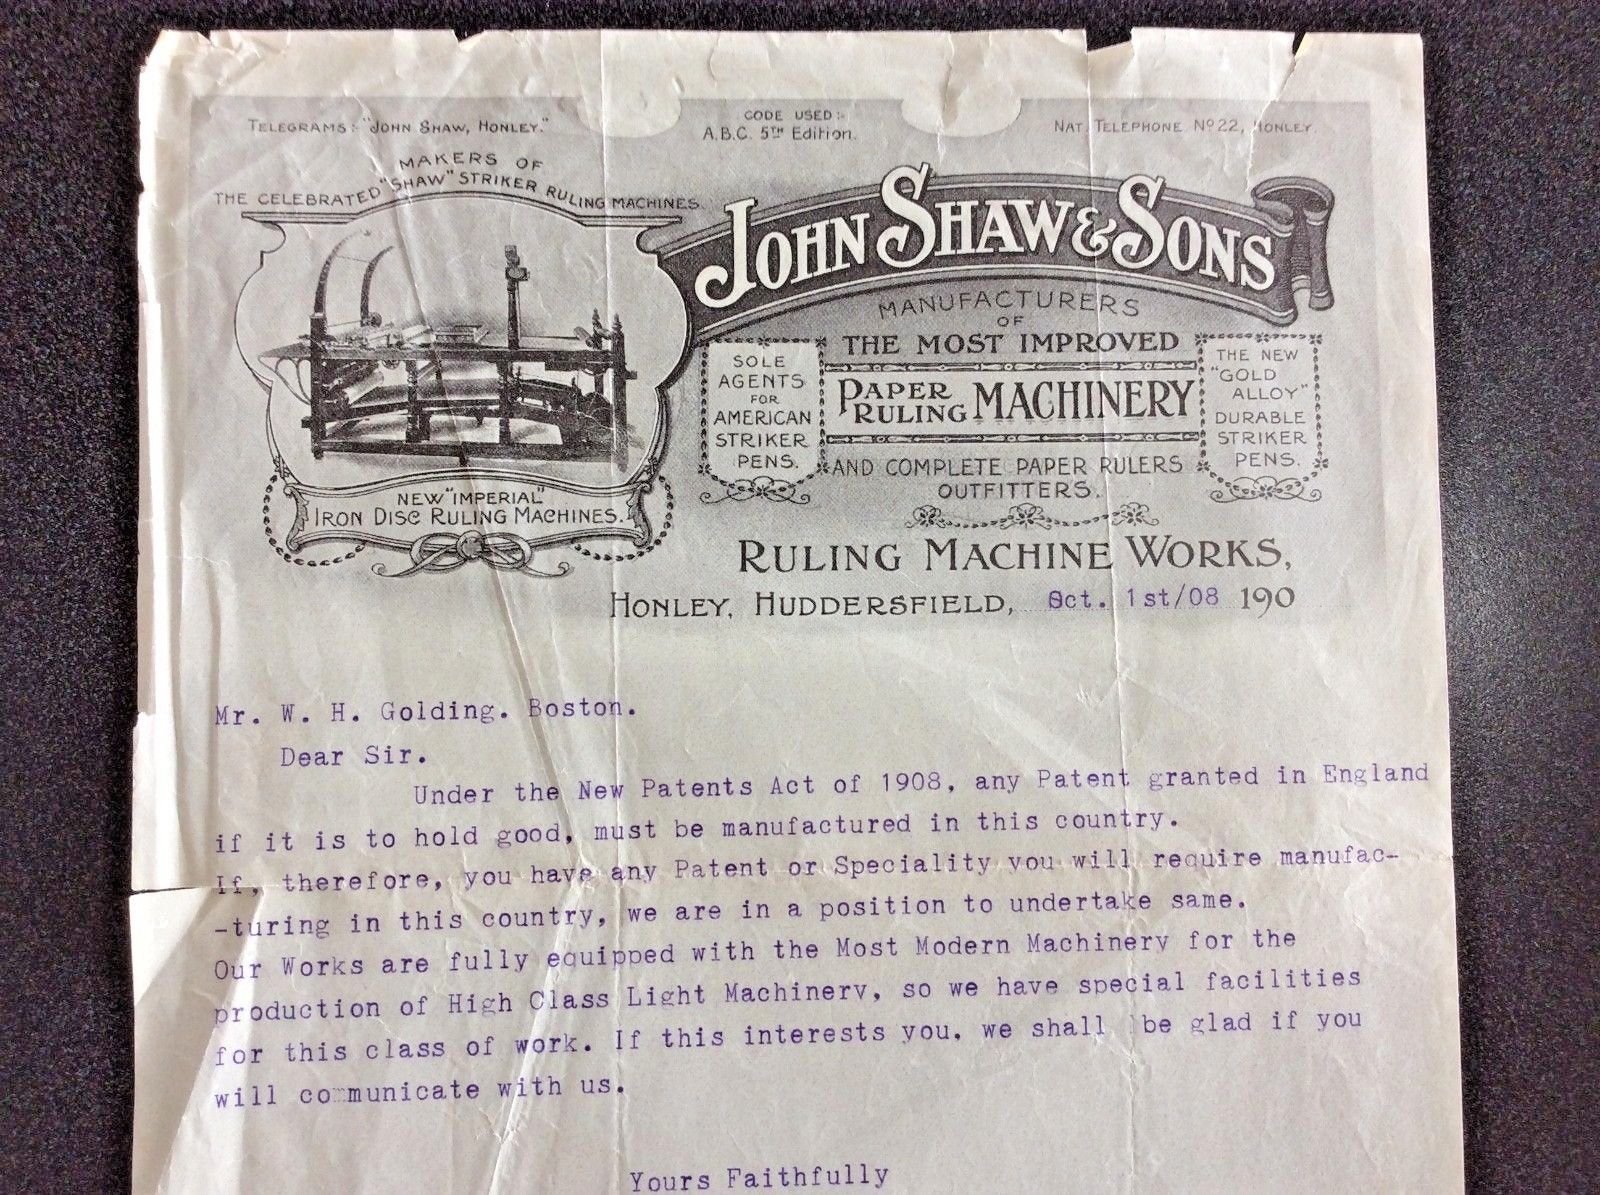 TELEGRAMS:- "JOHN SHAW, HONLEY."
CODE USED:-
A.B.C. 5TH Edition.
NAT. TELEPHONE Nº 22, HONLEY.
MAKERS OF
THE CELEBRATED "SHAW" STRIKER RULING MACHINES.
JOHN SHAW & SONS
MANUFACTURERS
OF
THE MOST IMPROVED
PAPER RULING MACHINERY
AND COMPLETE PAPER RULERS
OUTFITTERS.
SOLE
AGENTS
FOR
AMERICAN
STRIKER
PENS.
THE NEW
"GOLD
ALLOY"
DURABLE
STRIKER
PENS.
NEW "IMPERIAL"
IRON DISC RULING MACHINES.
RULING MACHINE WORKS,
HONLEY, HUDDERSFIELD, Oct. 1st/08 190
Mr. W. H. Golding. Boston.
Dear Sir.
Under the New Patents Act of 1908, any Patent granted in England
if it is to hold good, must be manufactured in this country.
If, therefore, you have any Patent or Speciality you will require manufac-
-turing in this country, we are in a position to undertake same.
Our Works are fully equipped with the Most Modern Machinery for the
production of High Class Light Machinery, so we have special facilities
for this class of work. If this interests you, we shall be glad if you
will communicate with us.
Yours Faithfully